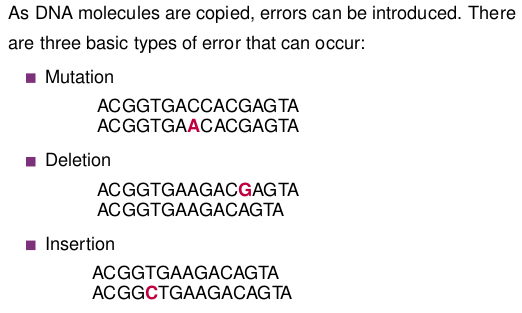 As DNA molecules are copied, errors can be introduced. There
are three basic types of error that can occur:
Mutation
ACGGTGACCACGAGTA
ACGGTGAACACGAGTA
Deletion
ACGGTGAAGACGAGTA
ACGGTGAAGACAGTA
Insertion
ACGGTGAAGACAGTA
ACGGCTGAAGACAGTA